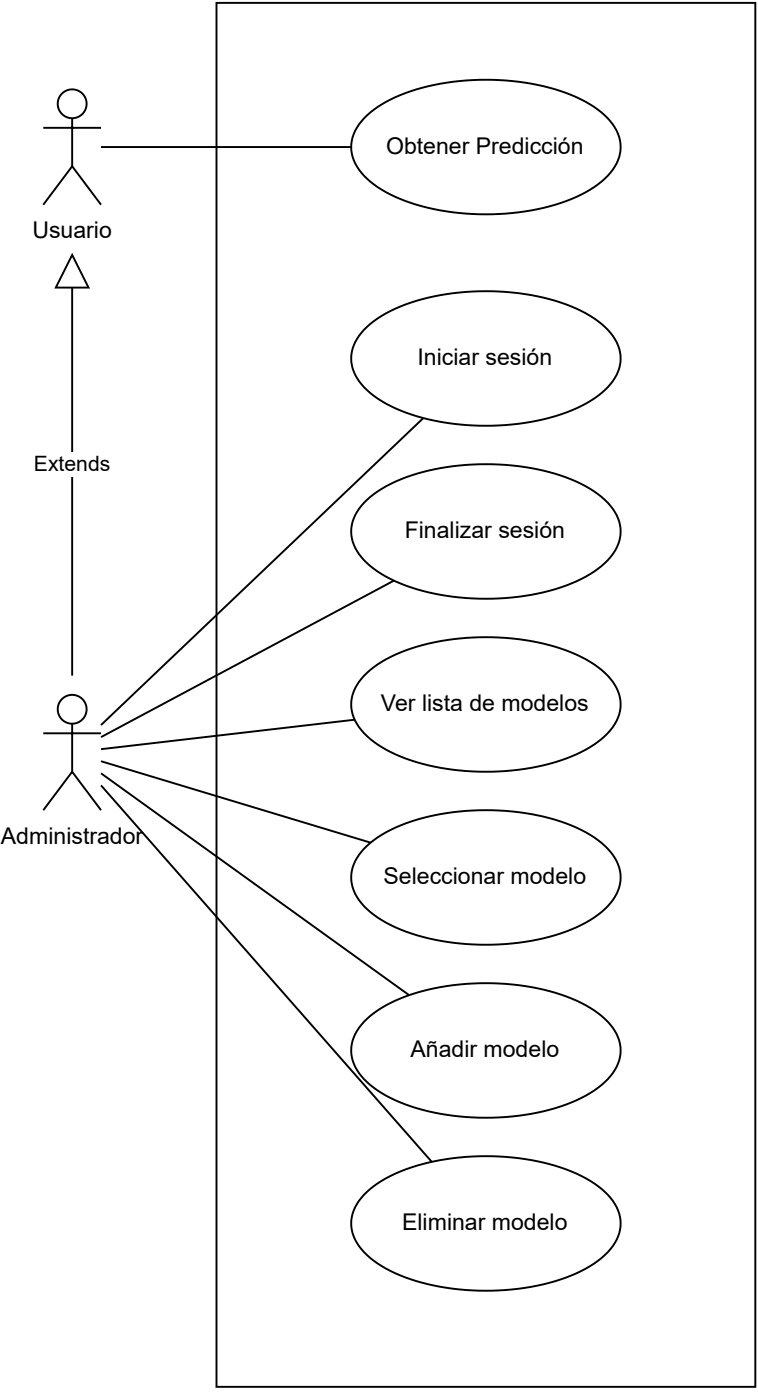 Obtener Predicción
Usuario
Iniciar sesión
Extends
Finalizar sesión
Ver lista de modelos
Administrador
Seleccionar modelo
Añadir modelo
Eliminar modelo